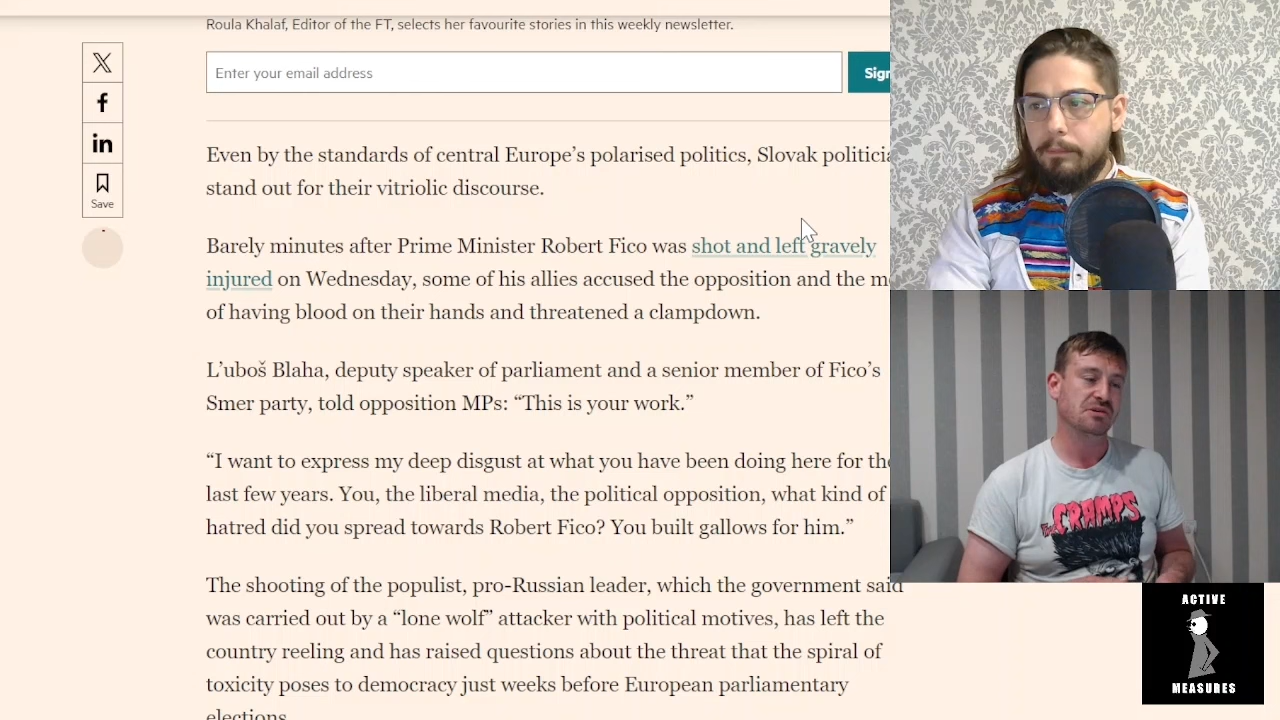 Roula Khalaf, Editor of the FT, selects her favourite stories in this weekly newsletter.
Enter your email address
Sign
Save
Even by the standards of central Europe’s polarised politics, Slovak politicia
stand out for their vitriolic discourse.
Barely minutes after Prime Minister Robert Fico was shot and left gravely
injured on Wednesday, some of his allies accused the opposition and the m
of having blood on their hands and threatened a clampdown.
L’uboš Blaha, deputy speaker of parliament and a senior member of Fico’s
Smer party, told opposition MPs: “This is your work.”
“I want to express my deep disgust at what you have been doing here for the
last few years. You, the liberal media, the political opposition, what kind of
hatred did you spread towards Robert Fico? You built gallows for him.”
The shooting of the populist, pro-Russian leader, which the government said
was carried out by a “lone wolf” attacker with political motives, has left the
country reeling and has raised questions about the threat that the spiral of
toxicity poses to democracy just weeks before European parliamentary
elections.
THE CRAMPS
ACTIVE
MEASURES